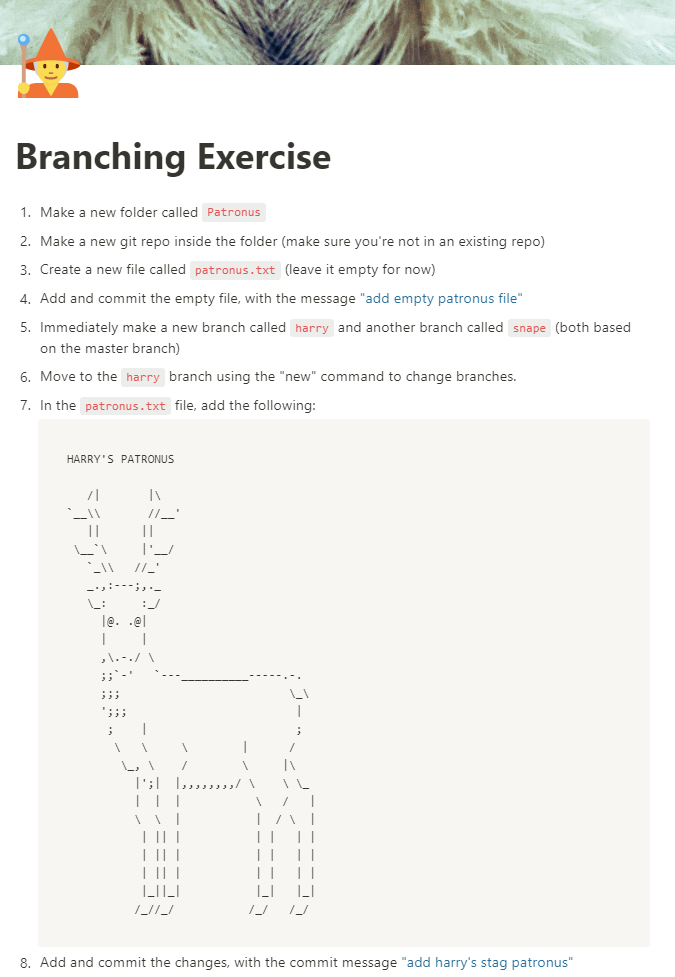 Branching Exercise
1. Make a new folder called Patronus
2. Make a new git repo inside the folder (make sure you're not in an existing repo)
3. Create a new file called patronus.txt (leave it empty for now)
4. Add and commit the empty file, with the message "add empty patronus file"
5. Immediately make a new branch called harry and another branch called snape (both based
on the master branch)
6. Move to the harry branch using the "new" command to change branches.
7. In the patronus.txt file, add the following:
HARRY'S PATRONUS
   /|       |\
`__\\       //__'
   ||      ||
 \__`\     |'__/
   `_\\   //_'
   _.,:---;,._
   \_:     :_/
     |@. .@|
     |     |
     ,\.-./ \
     ;;`-'   `---__________-----.-.
     ;;;                         \_\
     ';;;                         |
      ;    |                      ;
       \   \     \        |      /
        \_, \    /        \     |\
          |';|  |,,,,,,,,/ \    \ \_
          |  |  |           \   /   |
          \  \  |           |  / \  |
           | || |           | |   | |
           | || |           | |   | |
           | || |           | |   | |
           |_||_|           |_|   |_|
          /_//_/           /_/   /_/
8. Add and commit the changes, with the commit message "add harry's stag patronus"